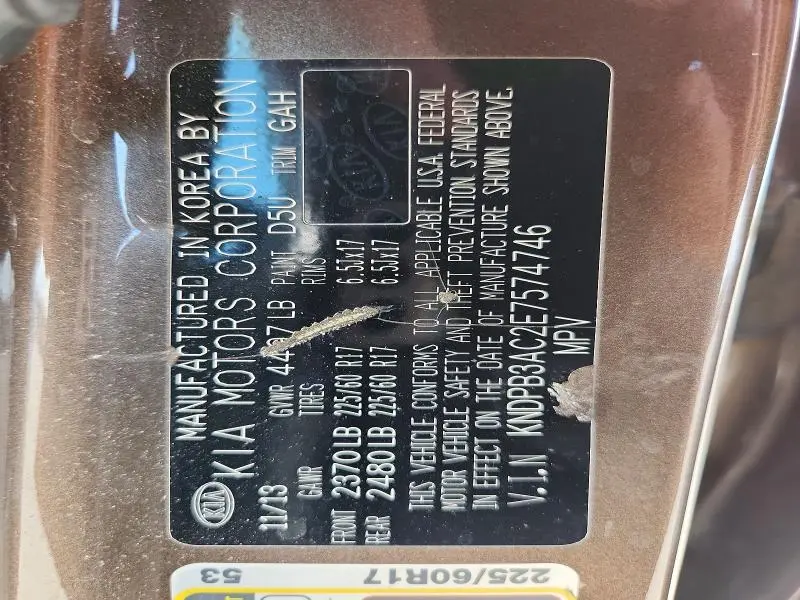 KIA
MANUFACTURED IN KOREA BY
KIA MOTORS CORPORATION
11/13 GVWR LB PAINT D5U TRIM GAH
GAWR TIRES RIMS
FRONT 2370LB 225/60 R17 6.5Jx17
REAR 2480LB 225/60 R17 6.5Jx17
THIS VEHICLE CONFORMS TO ALL APPLICABLE U.S.A. FEDERAL
MOTOR VEHICLE SAFETY AND THEFT PREVENTION STANDARDS
IN EFFECT ON THE DATE OF MANUFACTURE SHOWN ABOVE.
V.I.N KNDPB3AC2E7574746
MPV
225/60R17 53